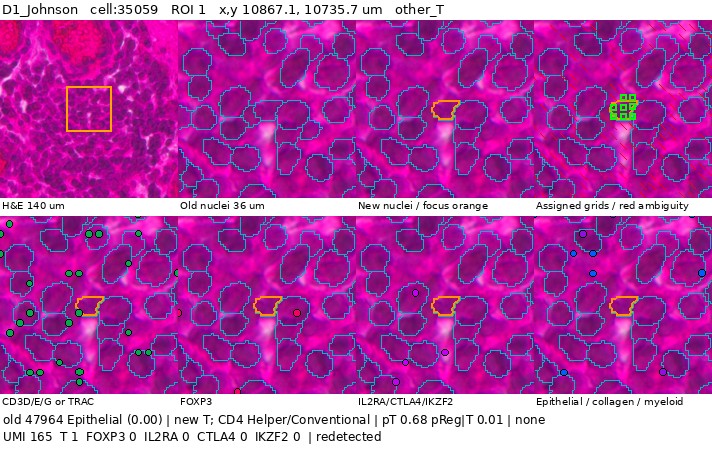 D1_Johnson   cell:35059   ROI 1   x,y 10867.1, 10735.7 um   other_T
H&E 140 um
Old nuclei 36 um
New nuclei / focus orange
Assigned grids / red ambiguity
CD3D/E/G or TRAC
FOXP3
IL2RA/CTLA4/IKZF2
Epithelial / collagen / myeloid
old 47964 Epithelial (0.00) | new T; CD4 Helper/Conventional | pT 0.68 pReg|T 0.01 | none
UMI 165  T 1  FOXP3 0  IL2RA 0  CTLA4 0  IKZF2 0  | redetected